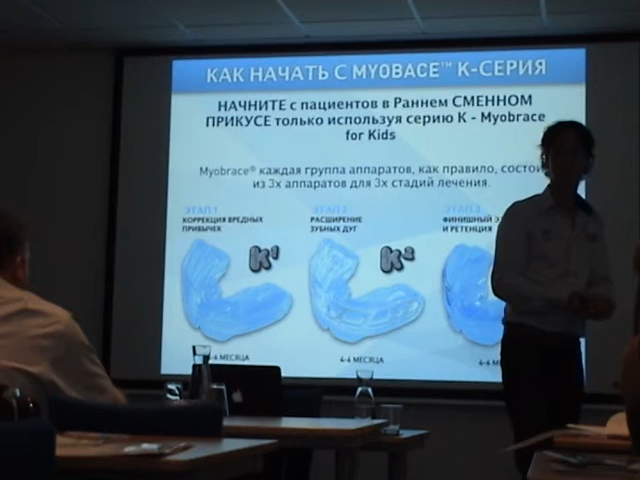 КАК НАЧАТЬ С MYOBACE™ К-СЕРИЯ
НАЧНИТЕ с пациентов в Раннем СМЕННОМ
ПРИКУСЕ только используя серию К - Myobrace
for Kids
Myobrace® каждая группа аппаратов, как правило, состои
из 3х аппаратов для 3х стадий лечения.
ЭТАП 1
КОРРЕКЦИЯ ВРЕДНЫХ
ПРИВЫЧЕК
K1
4-6 МЕСЯЦА
ЭТАП 2
РАСШИРЕНИЕ
ЗУБНЫХ ДУГ
K2
4-6 МЕСЯЦА
ЭТАП 3
ФИНИШНЫЙ Э
И РЕТЕНЦИЯ
4-6 М